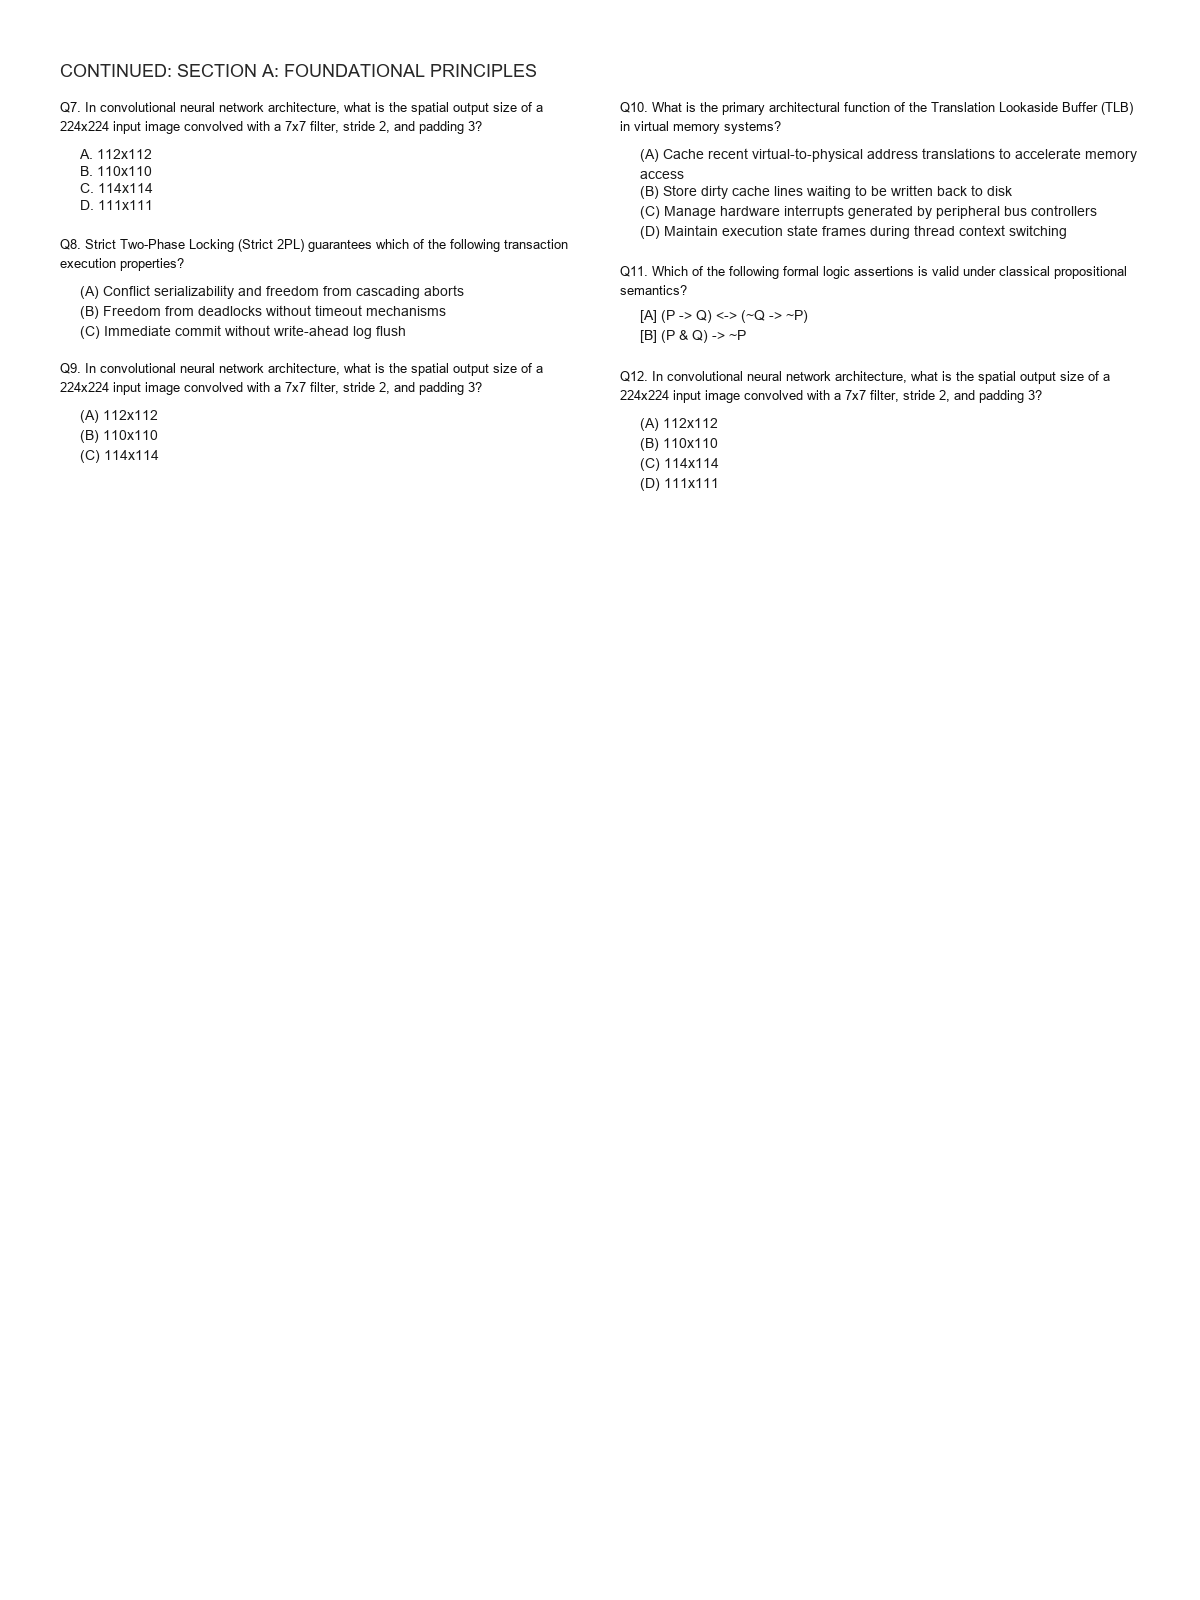 CONTINUED: SECTION A: FOUNDATIONAL PRINCIPLES
Q7. In convolutional neural network architecture, what is the spatial output size of a
224x224 input image convolved with a 7x7 filter, stride 2, and padding 3?
A. 112x112
B. 110x110
C. 114x114
D. 111x111
Q8. Strict Two-Phase Locking (Strict 2PL) guarantees which of the following transaction
execution properties?
(A) Conflict serializability and freedom from cascading aborts
(B) Freedom from deadlocks without timeout mechanisms
(C) Immediate commit without write-ahead log flush
Q9. In convolutional neural network architecture, what is the spatial output size of a
224x224 input image convolved with a 7x7 filter, stride 2, and padding 3?
(A) 112x112
(B) 110x110
(C) 114x114
Q10. What is the primary architectural function of the Translation Lookaside Buffer (TLB)
in virtual memory systems?
(A) Cache recent virtual-to-physical address translations to accelerate memory
access
(B) Store dirty cache lines waiting to be written back to disk
(C) Manage hardware interrupts generated by peripheral bus controllers
(D) Maintain execution state frames during thread context switching
Q11. Which of the following formal logic assertions is valid under classical propositional
semantics?
[A] (P -> Q) <-> (~Q -> ~P)
[B] (P & Q) -> ~P
Q12. In convolutional neural network architecture, what is the spatial output size of a
224x224 input image convolved with a 7x7 filter, stride 2, and padding 3?
(A) 112x112
(B) 110x110
(C) 114x114
(D) 111x111